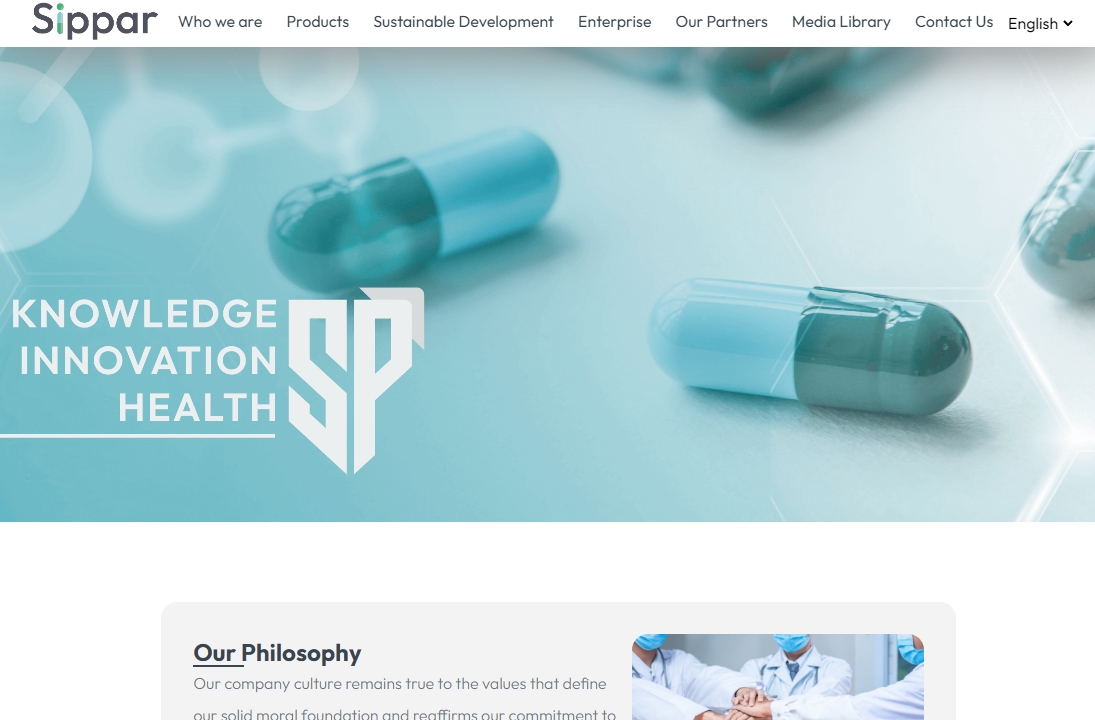 Sippar
Who we are Products Sustainable Development Enterprise Our Partners Media Library Contact Us English
KNOWLEDGE
INNOVATION
HEALTH
SP
Our Philosophy
Our company culture remains true to the values that define
our solid moral foundation and reaffirms our commitment to